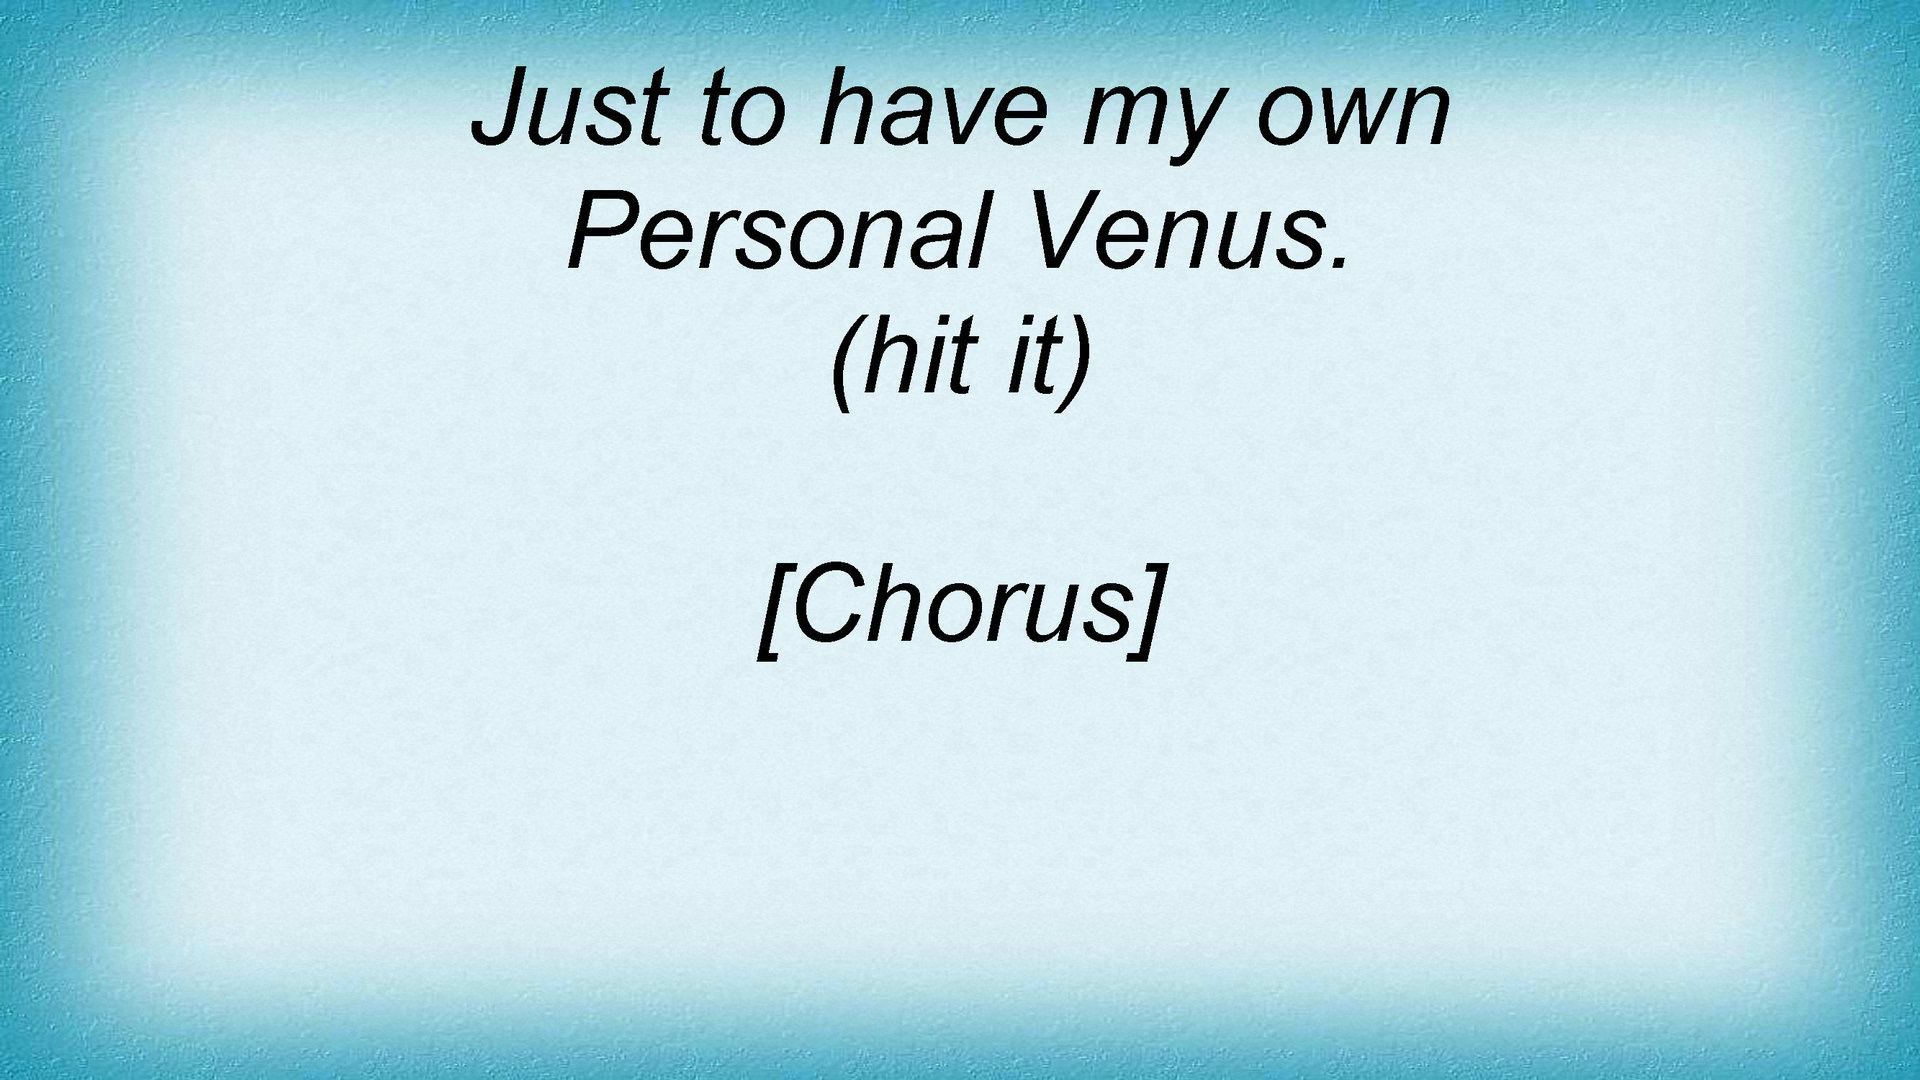 Just to have my own
Personal Venus.
(hit it)
[Chorus]